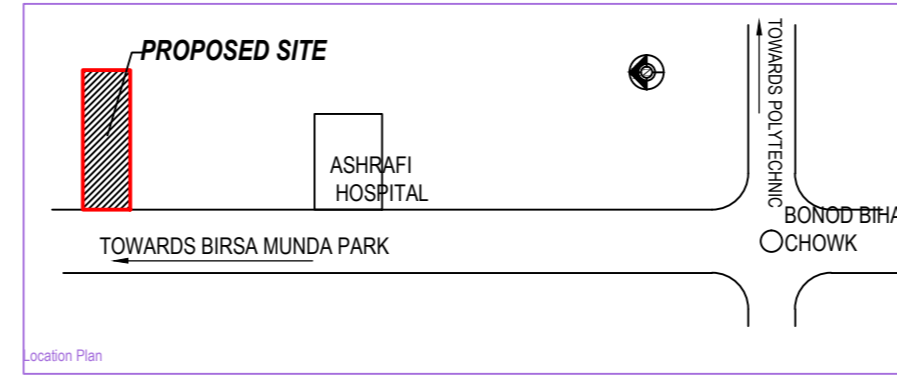 PROPOSED SITE
TOWARDS POLYTECHNIC
ASHRAFI
HOSPITAL
BONOD BIHA
CHOWK
TOWARDS BIRSA MUNDA PARK
Location Plan